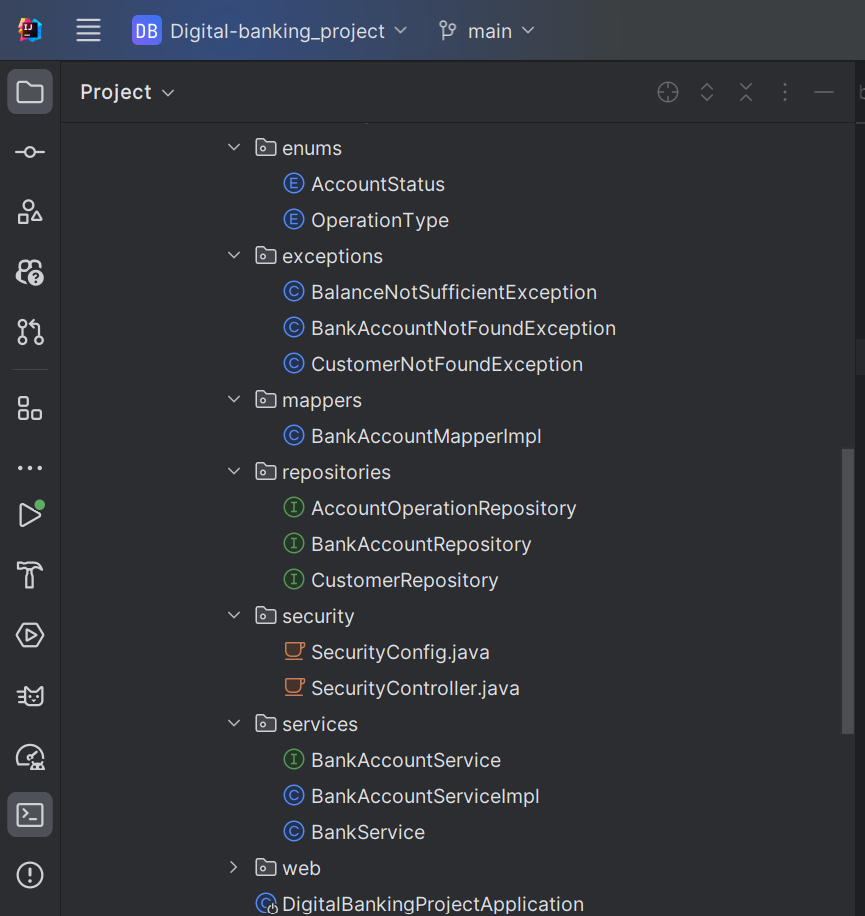 DB Digital-banking_project main
Project
enums
AccountStatus
OperationType
exceptions
BalanceNotSufficientException
BankAccountNotFoundException
CustomerNotFoundException
mappers
BankAccountMapperImpl
repositories
AccountOperationRepository
BankAccountRepository
CustomerRepository
security
SecurityConfig.java
SecurityController.java
services
BankAccountService
BankAccountServiceImpl
BankService
web
DigitalBankingProjectApplication